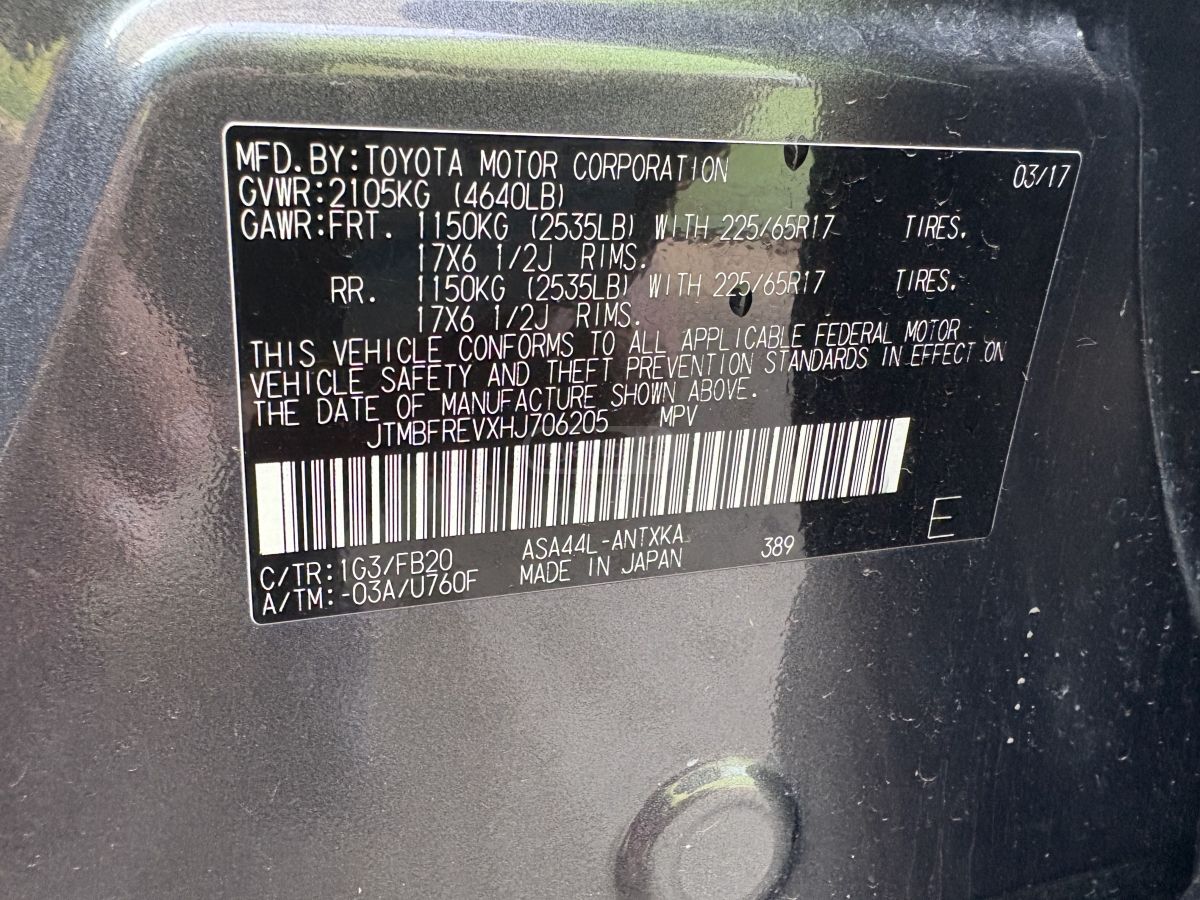 MFD.BY:TOYOTA MOTOR CORPORATION 03/17
GVWR:2105KG (4640LB)
GAWR:FRT. 1150KG (2535LB) WITH 225/65R17 TIRES.
17X6 1/2J RIMS.
RR. 1150KG (2535LB) WITH 225/65R17 TIRES.
17X6 1/2J RIMS.
THIS VEHICLE CONFORMS TO ALL APPLICABLE FEDERAL MOTOR
VEHICLE SAFETY AND THEFT PREVENTION STANDARDS IN EFFECT ON
THE DATE OF MANUFACTURE SHOWN ABOVE.
JTMBFREVXHJ706205 MPV
C/TR:1G3/FB20 ASA44L-ANTXKA 389 E
A/TM:-03A/U760F MADE IN JAPAN